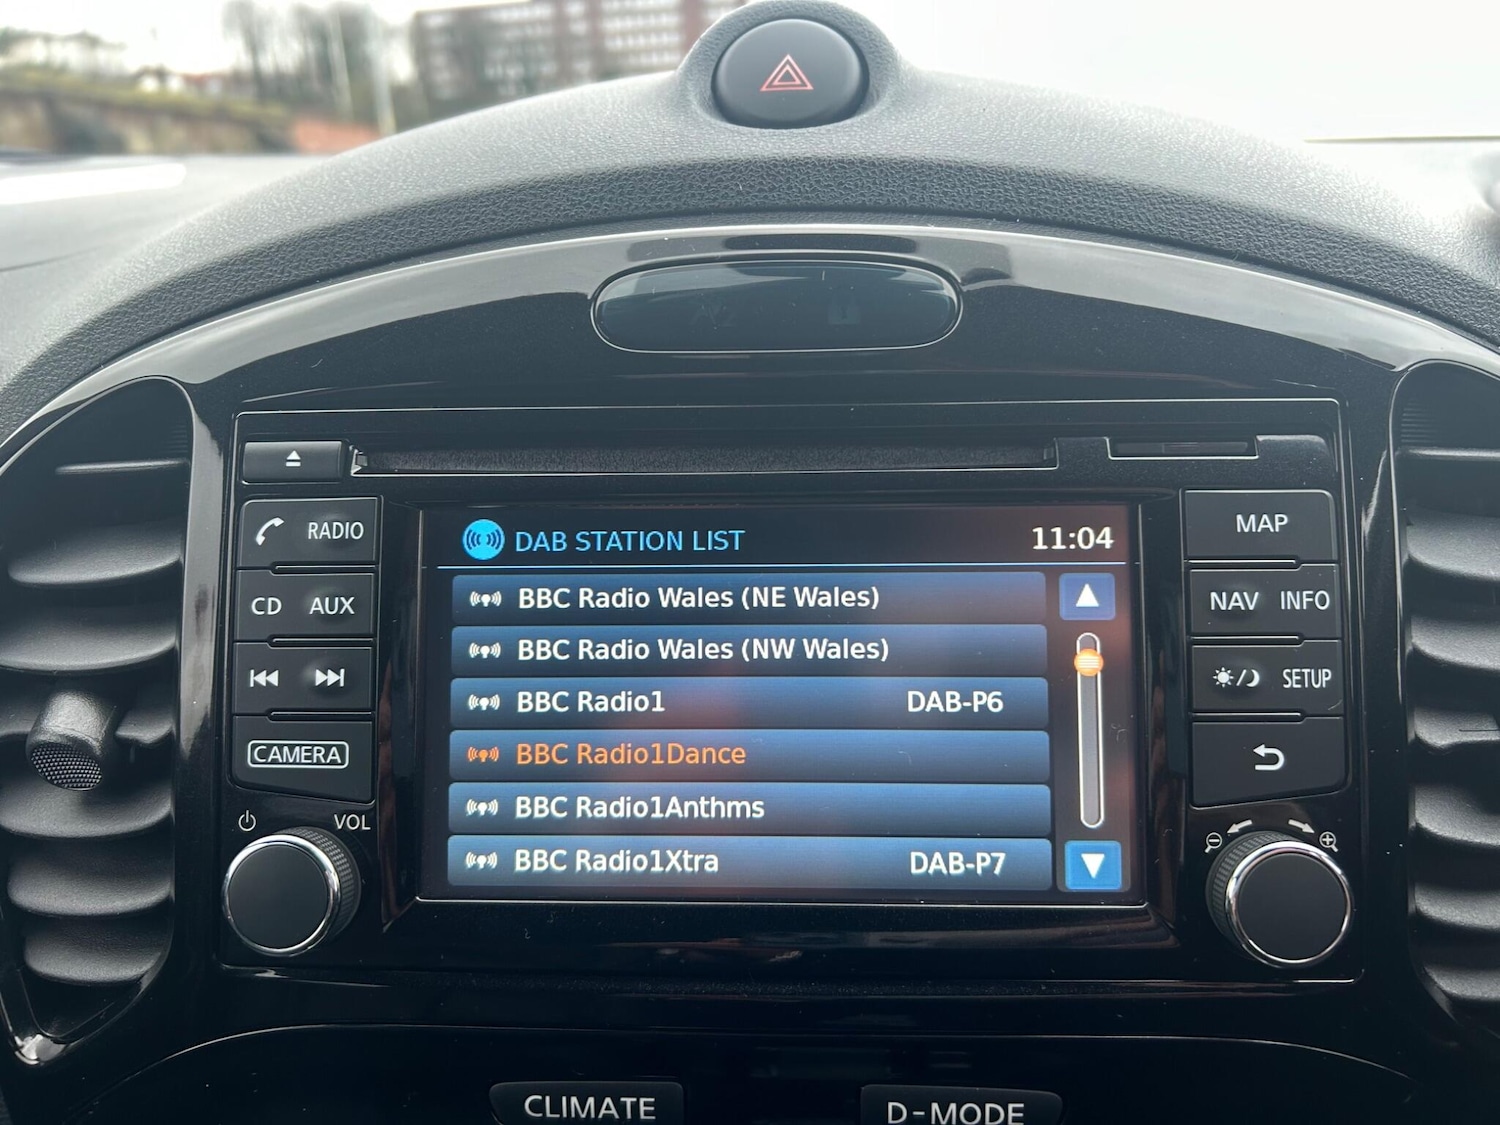 RADIO
CD AUX
CAMERA
VOL
DAB STATION LIST 11:04
BBC Radio Wales (NE Wales)
BBC Radio Wales (NW Wales)
BBC Radio1 DAB-P6
BBC Radio1Dance
BBC Radio1Anthms
BBC Radio1Xtra DAB-P7
MAP
NAV INFO
SETUP
CLIMATE
D-MODE